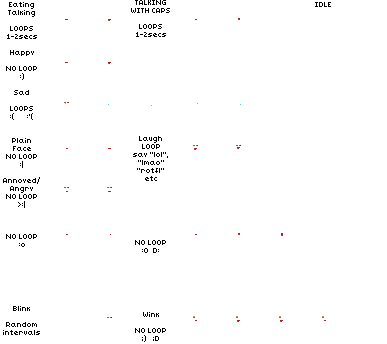 Eating
Talking
LOOPS
1-2secs
TALKING
WITH CAPS
LOOPS
1-2secs
IDLE
Happy
NO LOOP
:)
Sad
LOOPS
:( :'(
Plain
Face
NO LOOP
:|
Laugh
LOOP
say "lol",
"lmao"
"rotfl"
etc
Annoyed/
Angry
NO LOOP
>:|
NO LOOP
:o
NO LOOP
:O D:
Blink
Random
intervals
Wink
NO LOOP
;) ;D